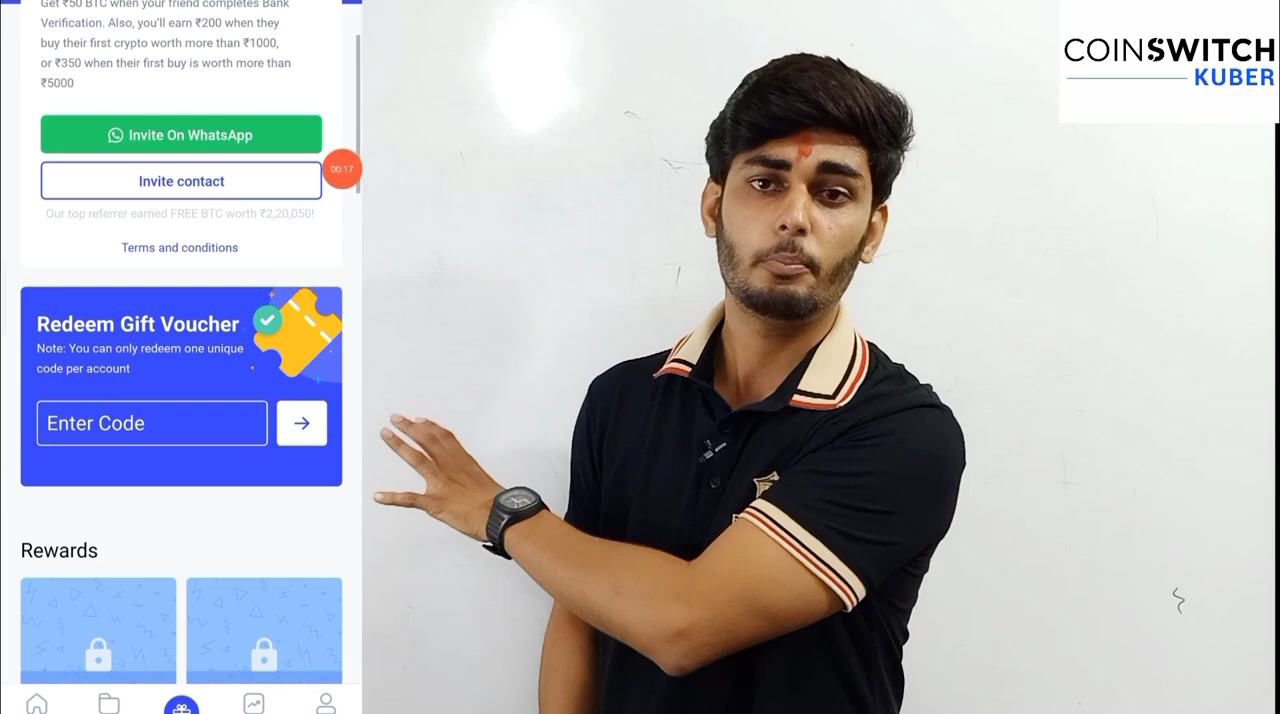 Get ₹50 BTC when your friend completes Bank
Verification. Also, you'll earn ₹200 when they
buy their first crypto worth more than ₹1000,
or ₹350 when their first buy is worth more than
₹5000
Invite On WhatsApp
00:17
Invite contact
Our top referrer earned FREE BTC worth ₹2,20,050!
Terms and conditions
Redeem Gift Voucher
Note: You can only redeem one unique
code per account
Enter Code
Rewards
COINSWITCH
KUBER